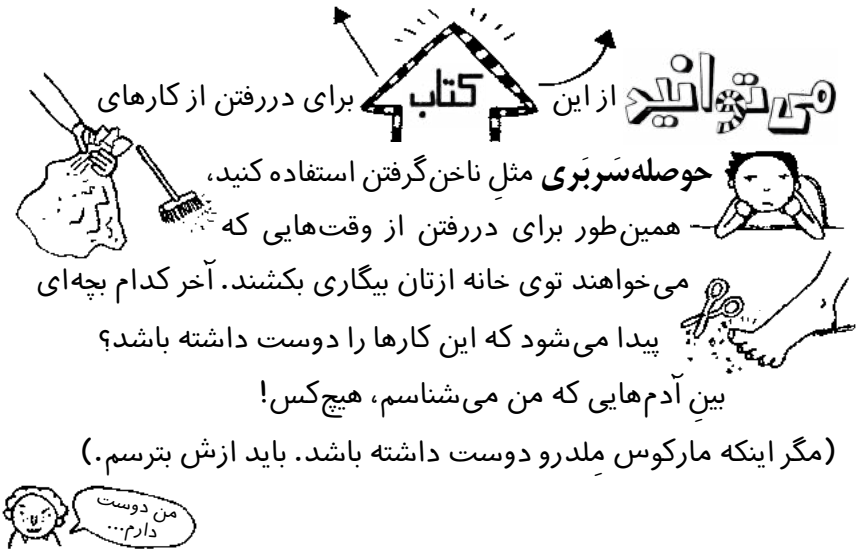 می‌توانید از این کتاب برای دررفتن از کارهای
حوصله‌سَربَری مثلِ ناخن‌گرفتن استفاده کنید،
همین‌طور برای دررفتن از وقت‌هایی که
می‌خواهند توی خانه ازتان بیگاری بکشند. آخر کدام بچه‌ای
پیدا می‌شود که این کارها را دوست داشته باشد؟
بینِ آدم‌هایی که من می‌شناسم، هیچ‌کس!
(مگر اینکه مارکوس مِلدرو دوست داشته باشد. باید ازش بترسم.)
من دوست
دارم...